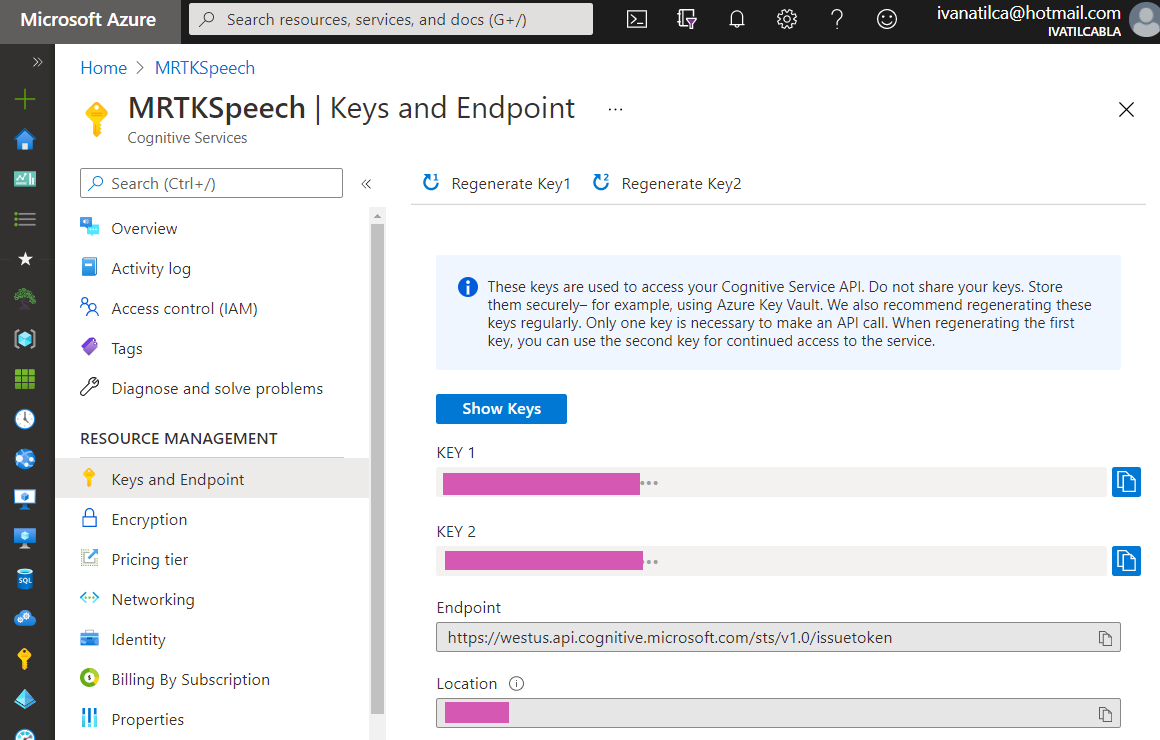 Microsoft Azure
Search resources, services, and docs (G+/)
ivanatilca@hotmail.com
IVATILCABLA
Home > MRTKSpeech
MRTKSpeech | Keys and Endpoint ...
Cognitive Services
Search (Ctrl+/)
«
Regenerate Key1
Regenerate Key2
Overview
Activity log
Access control (IAM)
Tags
Diagnose and solve problems
RESOURCE MANAGEMENT
Keys and Endpoint
Encryption
Pricing tier
Networking
Identity
Billing By Subscription
Properties
These keys are used to access your Cognitive Service API. Do not share your keys. Store
them securely– for example, using Azure Key Vault. We also recommend regenerating these
keys regularly. Only one key is necessary to make an API call. When regenerating the first
key, you can use the second key for continued access to the service.
Show Keys
KEY 1
KEY 2
Endpoint
https://westus.api.cognitive.microsoft.com/sts/v1.0/issuetoken
Location
SQL